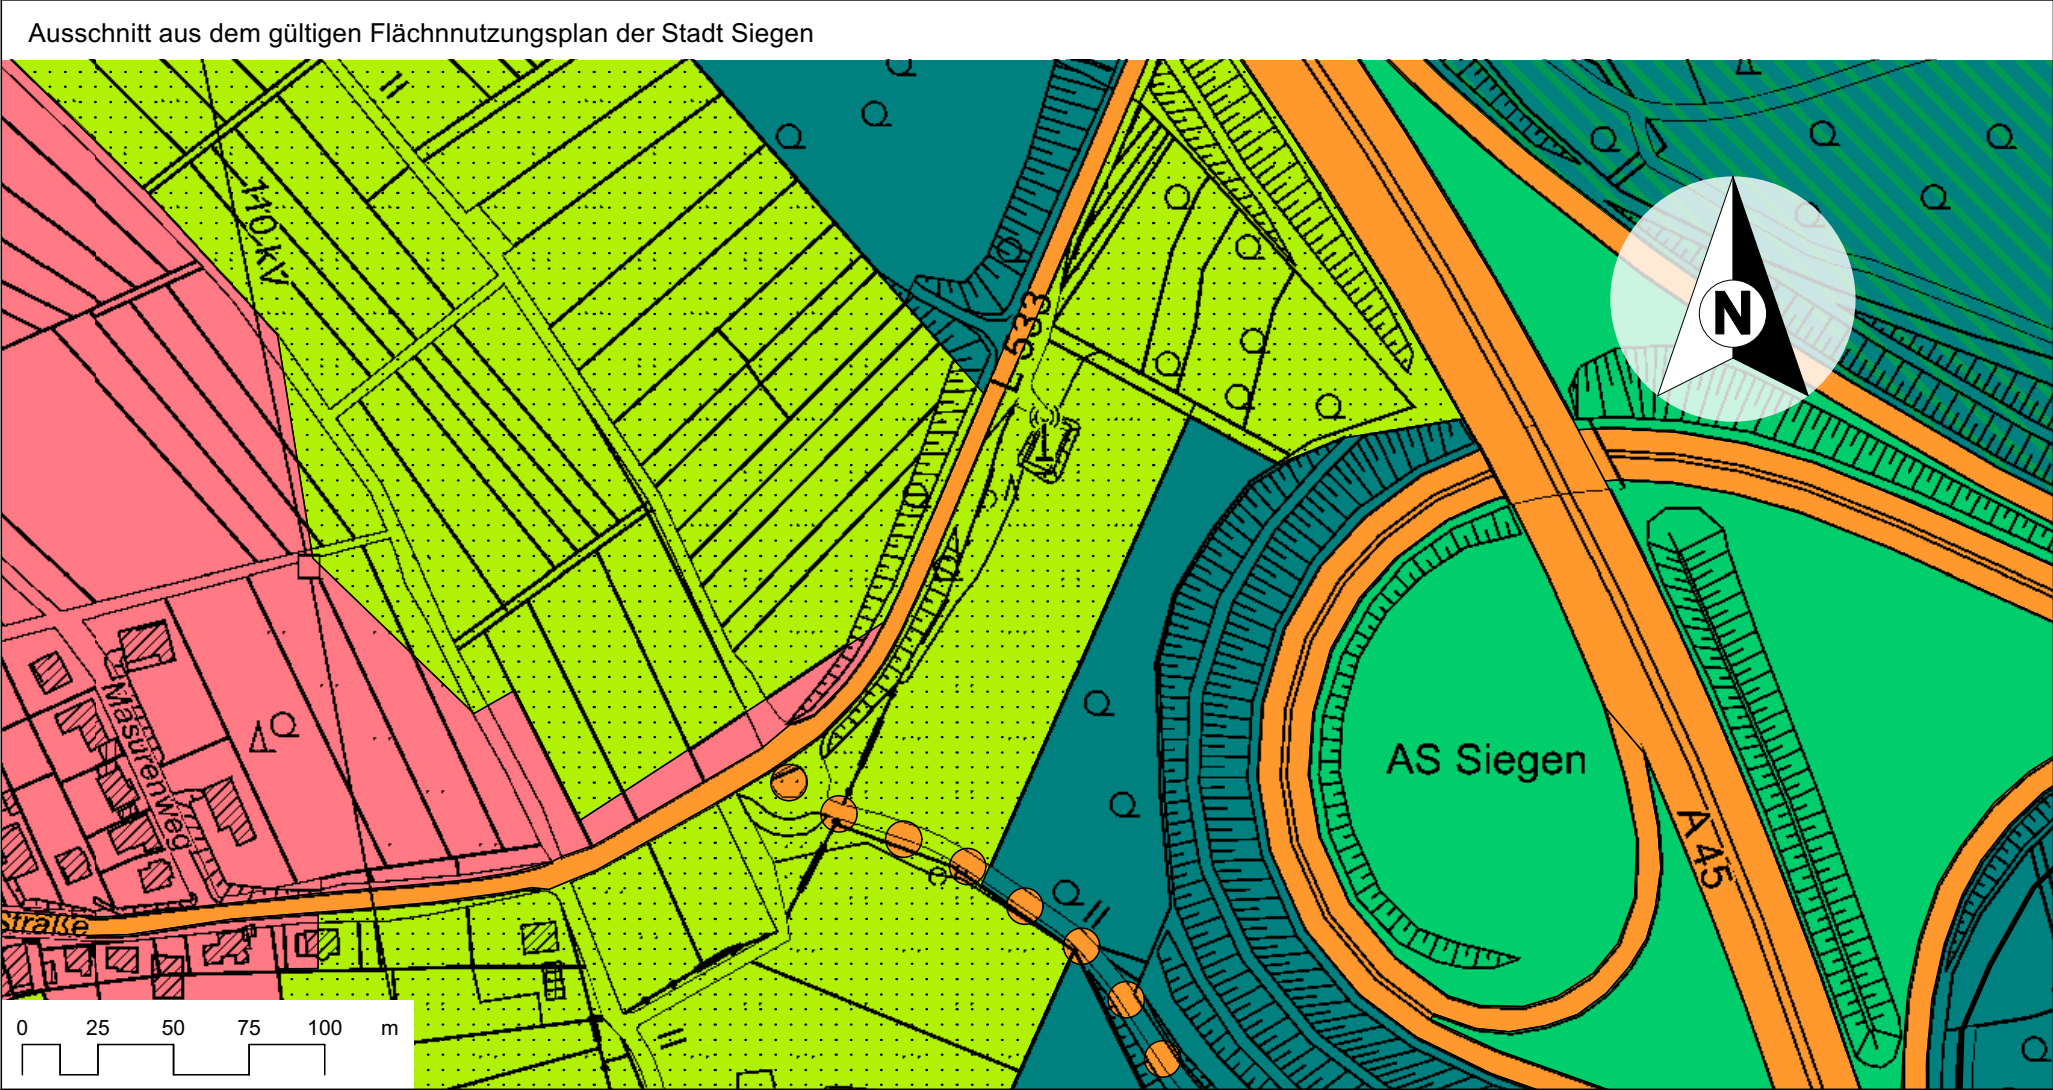 Ausschnitt aus dem gültigen Flächnnutzungsplan der Stadt Siegen
110 kV
N
L 533
AS Siegen
Masurenweg
A 45
straße
0 25 50 75 100 m